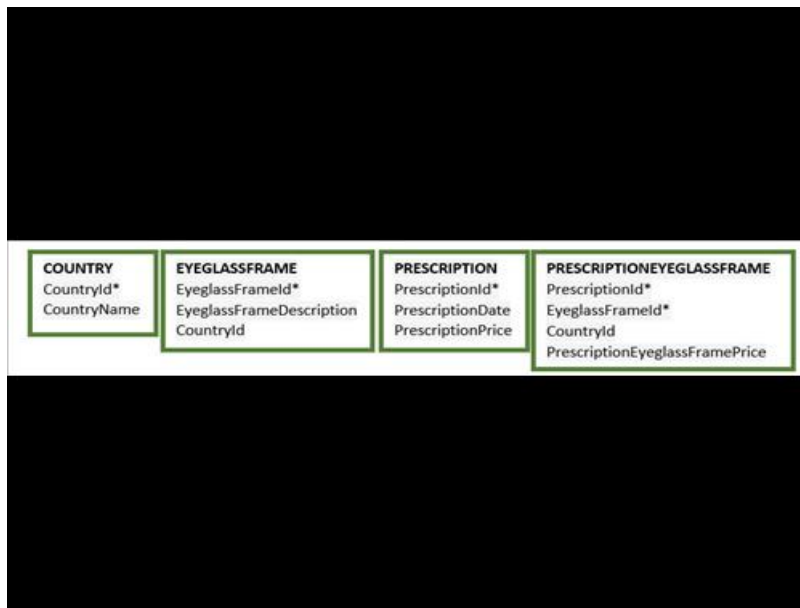 COUNTRY
CountryId*
CountryName
EYEGLASSFRAME
EyeglassFrameId*
EyeglassFrameDescription
CountryId
PRESCRIPTION
PrescriptionId*
PrescriptionDate
PrescriptionPrice
PRESCRIPTIONEYEGLASSFRAME
PrescriptionId*
EyeglassFrameId*
CountryId
PrescriptionEyeglassFramePrice